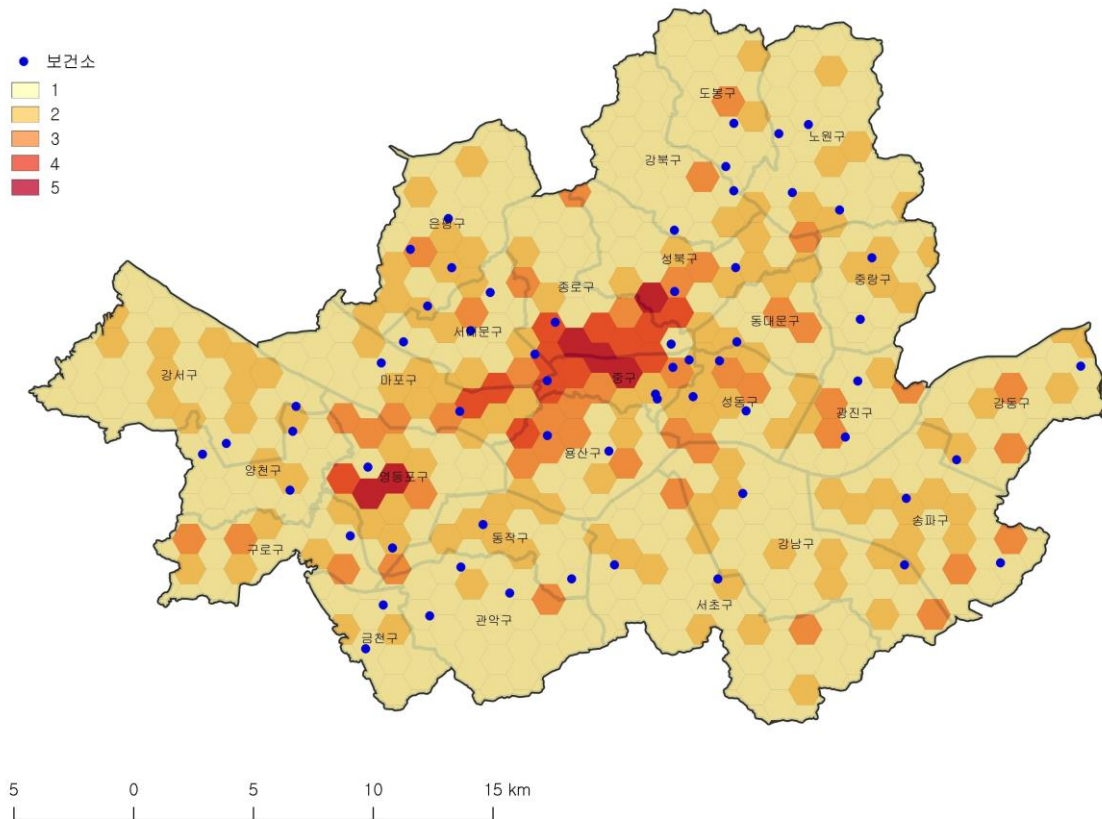 보건소
1
2
3
4
5
도봉구
노원구
강북구
은평구
성북구
중랑구
종로구
동대문구
서대문구
강서구
마포구
중구
성동구
광진구
강동구
양천구
영등포구
용산구
송파구
구로구
동작구
강남구
서초구
관악구
금천구
5 0 5 10 15 km